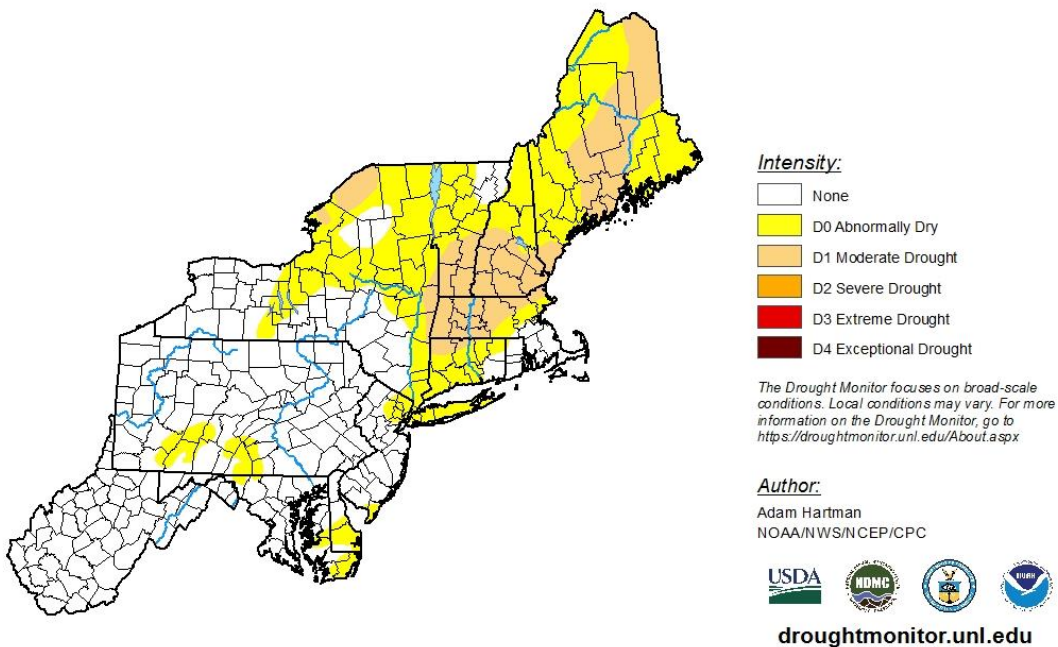 Intensity:
None
D0 Abnormally Dry
D1 Moderate Drought
D2 Severe Drought
D3 Extreme Drought
D4 Exceptional Drought
The Drought Monitor focuses on broad-scale
conditions. Local conditions may vary. For more
information on the Drought Monitor, go to
https://droughtmonitor.unl.edu/About.aspx
Author:
Adam Hartman
NOAA/NWS/NCEP/CPC
USDA
NDMC
droughtmonitor.unl.edu